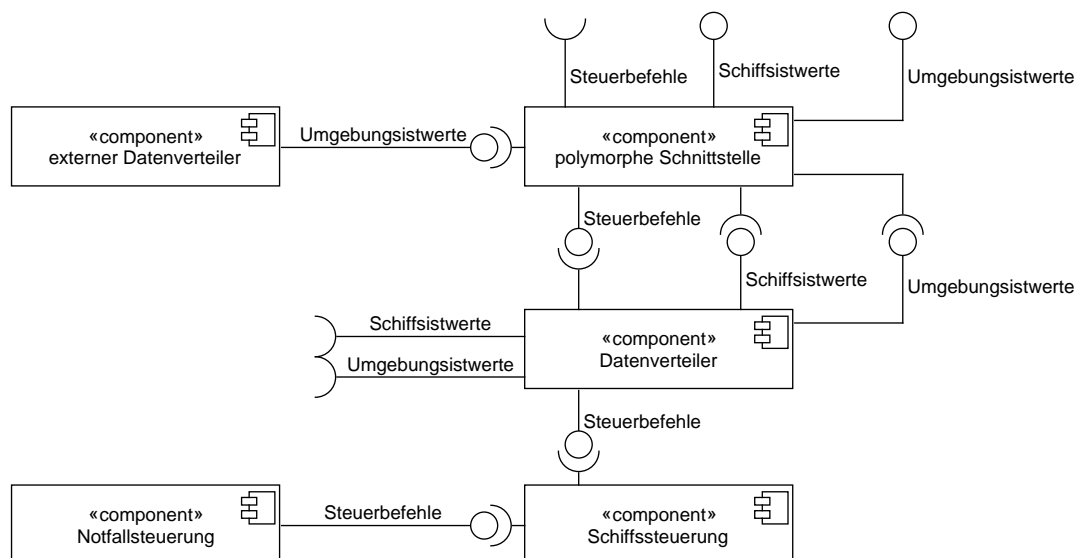 Steuerbefehle
Schiffsistwerte
Umgebungsistwerte
«component»
externer Datenverteiler
Umgebungsistwerte
«component»
polymorphe Schnittstelle
Steuerbefehle
Schiffsistwerte
Umgebungsistwerte
Schiffsistwerte
Umgebungsistwerte
«component»
Datenverteiler
Steuerbefehle
«component»
Notfallsteuerung
Steuerbefehle
«component»
Schiffssteuerung